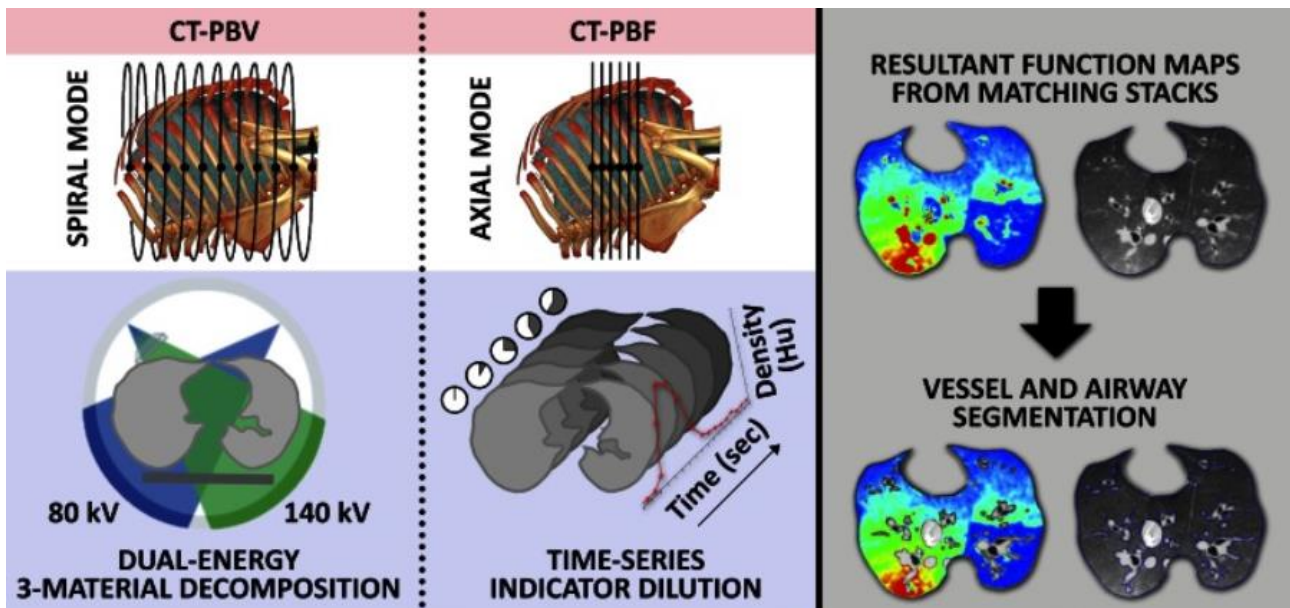 CT-PBV
SPIRAL MODE
80 kV
140 kV
DUAL-ENERGY
3-MATERIAL DECOMPOSITION
CT-PBF
AXIAL MODE
Density
(Hu)
Time (sec)
TIME-SERIES
INDICATOR DILUTION
RESULTANT FUNCTION MAPS
FROM MATCHING STACKS
VESSEL AND AIRWAY
SEGMENTATION